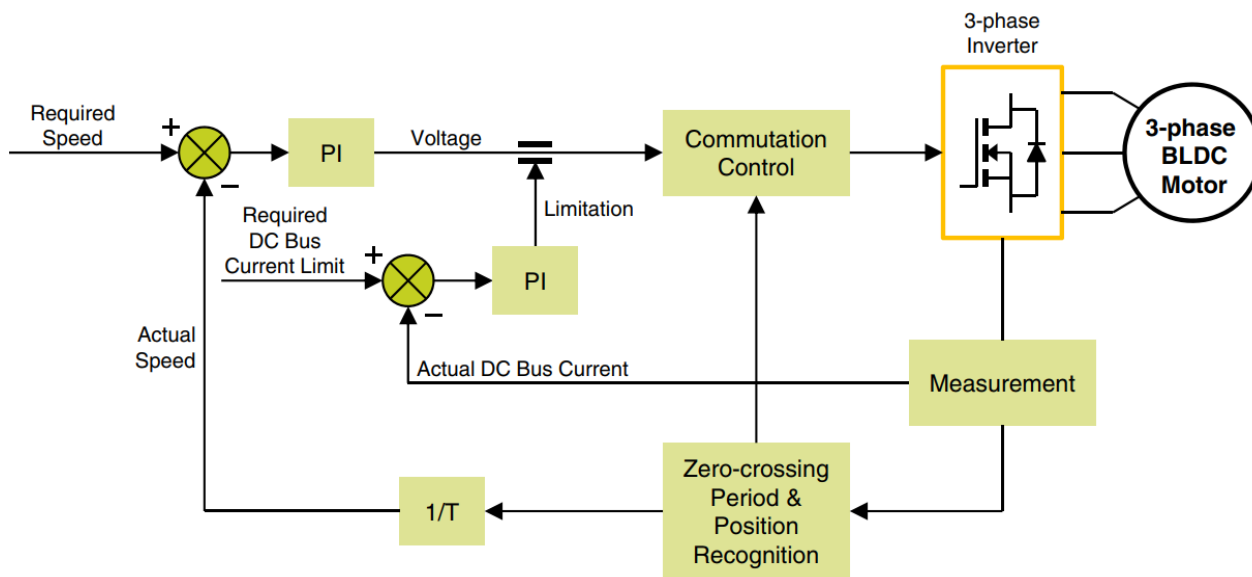 3-phase
Inverter
Required
Speed
+
−
PI
Voltage
Commutation
Control
3-phase
BLDC
Motor
Required
DC Bus
Current Limit
Limitation
+
−
PI
Actual
Speed
Actual DC Bus Current
Measurement
1/T
Zero-crossing
Period &
Position
Recognition